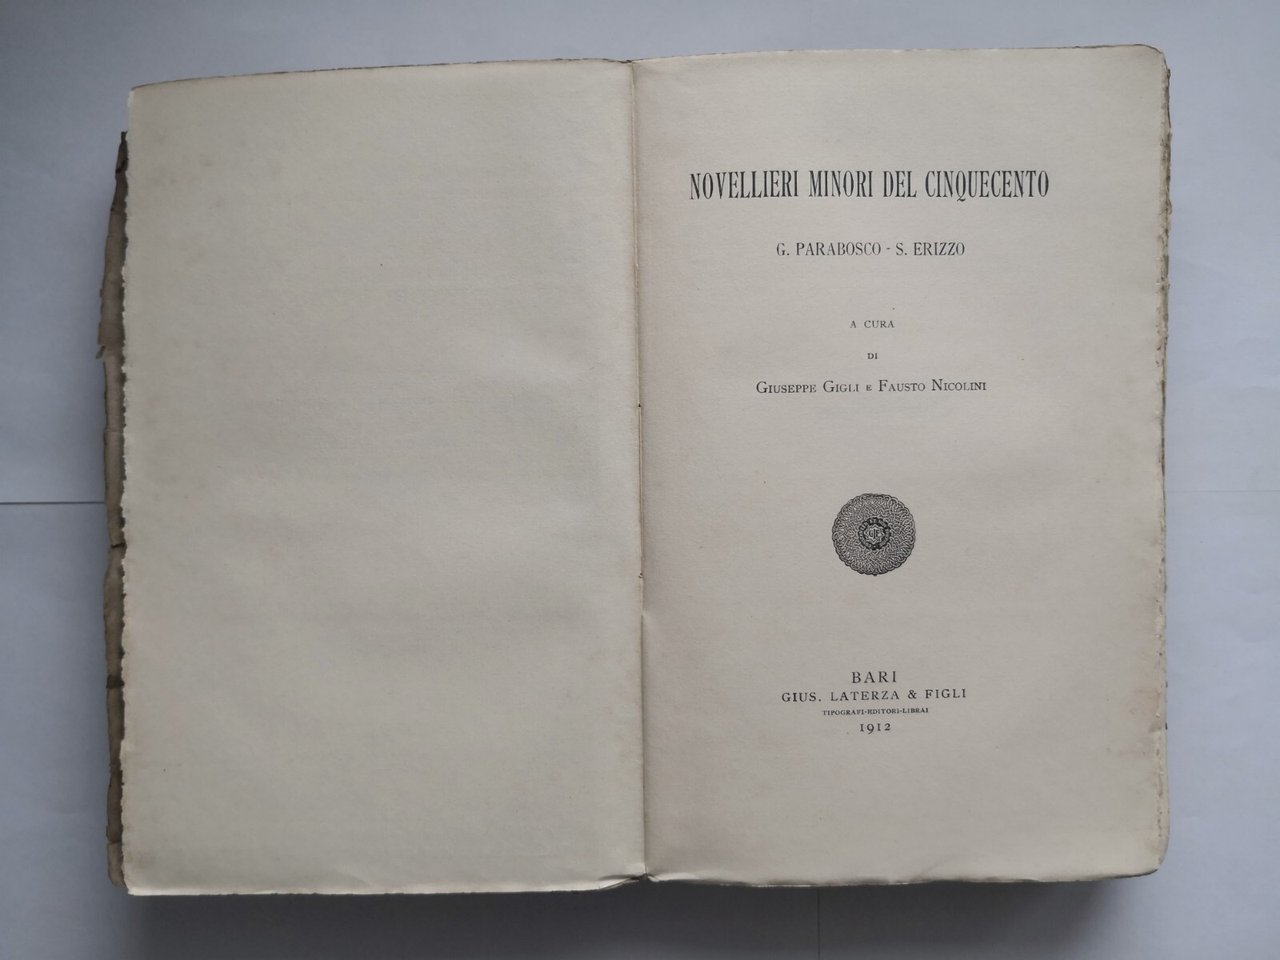 NOVELLIERI MINORI DEL CINQUECENTO
G. PARABOSCO - S. ERIZZO
A CURA
DI
GIUSEPPE GIGLI E FAUSTO NICOLINI
BARI
GIUS. LATERZA & FIGLI
TIPOGRAFI-EDITORI-LIBRAI
1912